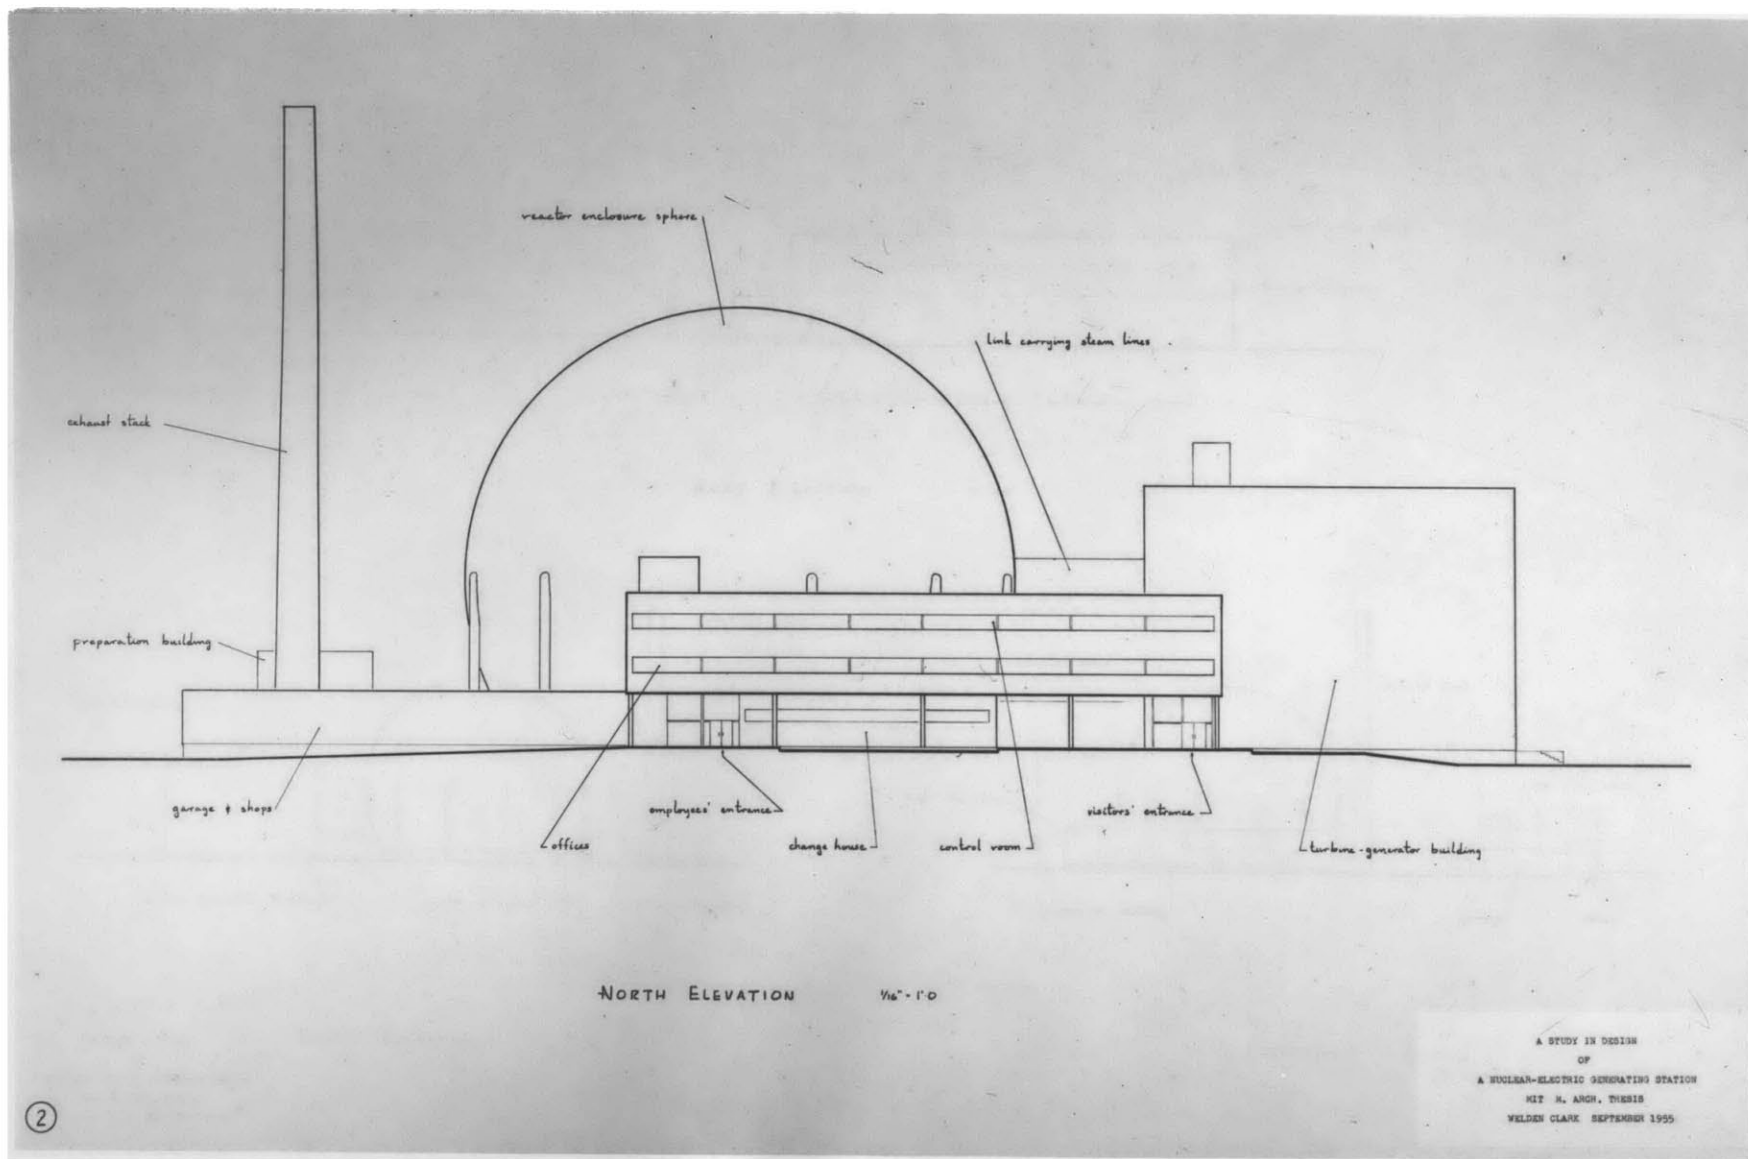 reactor enclosure sphere
link carrying steam lines
exhaust stack
preparation building
garage & shops
employees' entrance
visitors' entrance
offices
change house
control room
turbine-generator building
NORTH ELEVATION 1/16" - 1'-0
A STUDY IN DESIGN
OF
A NUCLEAR-ELECTRIC GENERATING STATION
MIT M. ARCH. THESIS
WELDEN CLARK SEPTEMBER 1955
2